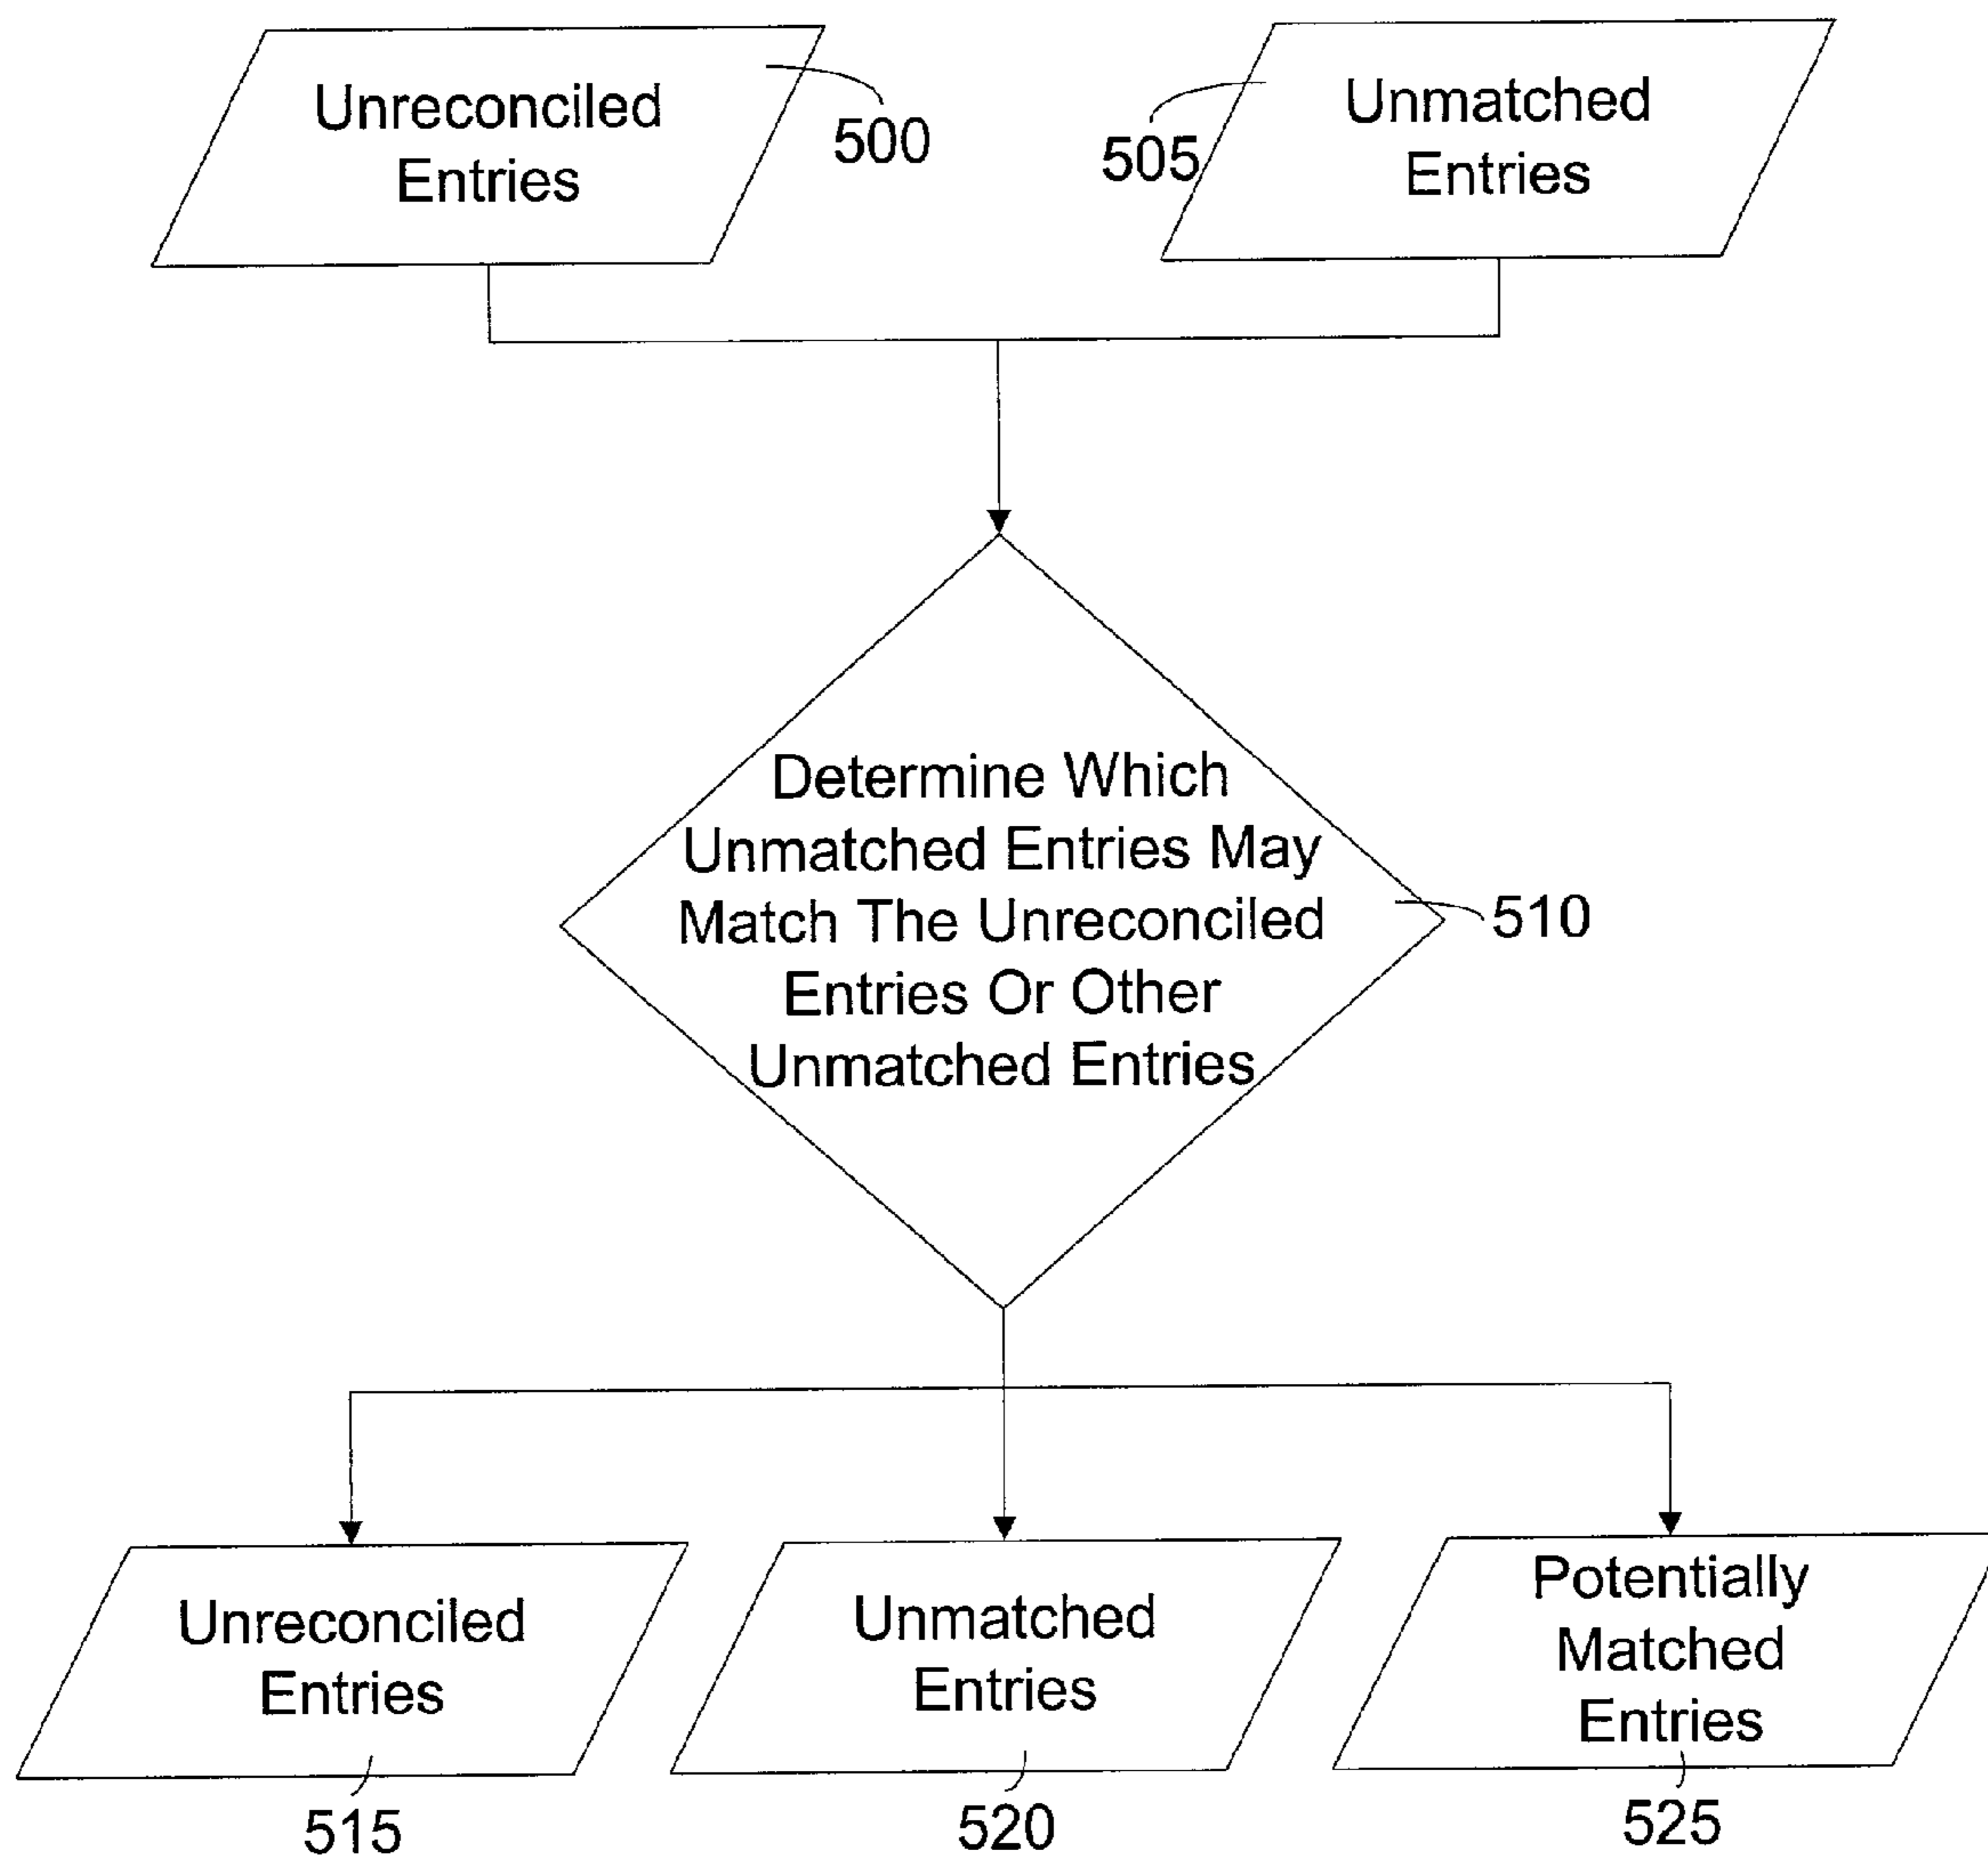 Unreconciled
Entries
500
505
Unmatched
Entries
Determine Which
Unmatched Entries May
Match The Unreconciled
Entries Or Other
Unmatched Entries
510
Unreconciled
Entries
515
Unmatched
Entries
520
Potentially
Matched
Entries
525